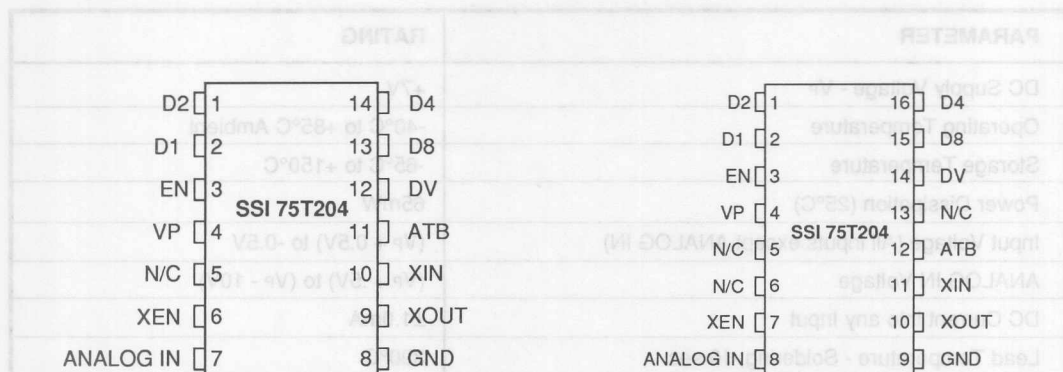 D2 1 14 D4
D1 2 13 D8
EN 3 12 DV
SSI 75T204
VP 4 11 ATB
N/C 5 10 XIN
XEN 6 9 XOUT
ANALOG IN 7 8 GND
D2 1 16 D4
D1 2 15 D8
EN 3 14 DV
VP 4 13 N/C
SSI 75T204
N/C 5 12 ATB
N/C 6 11 XIN
XEN 7 10 XOUT
ANALOG IN 8 9 GND